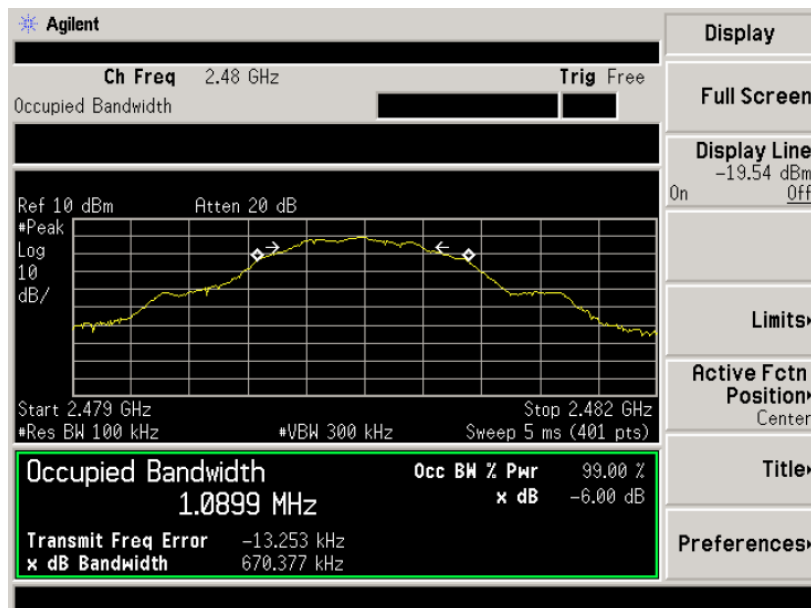 Agilent
Ch Freq 2.48 GHz Trig Free
Occupied Bandwidth
Ref 10 dBm Atten 20 dB
#Peak
Log
10
dB/
Start 2.479 GHz Stop 2.482 GHz
#Res BW 100 kHz #VBW 300 kHz Sweep 5 ms (401 pts)
Occupied Bandwidth
1.0899 MHz
Occ BW % Pwr 99.00 %
x dB -6.00 dB
Transmit Freq Error -13.253 kHz
x dB Bandwidth 670.377 kHz
Display
Full Screen
Display Line
-19.54 dBm
On Off
Limits
Active Fctn
Position
Center
Title
Preferences